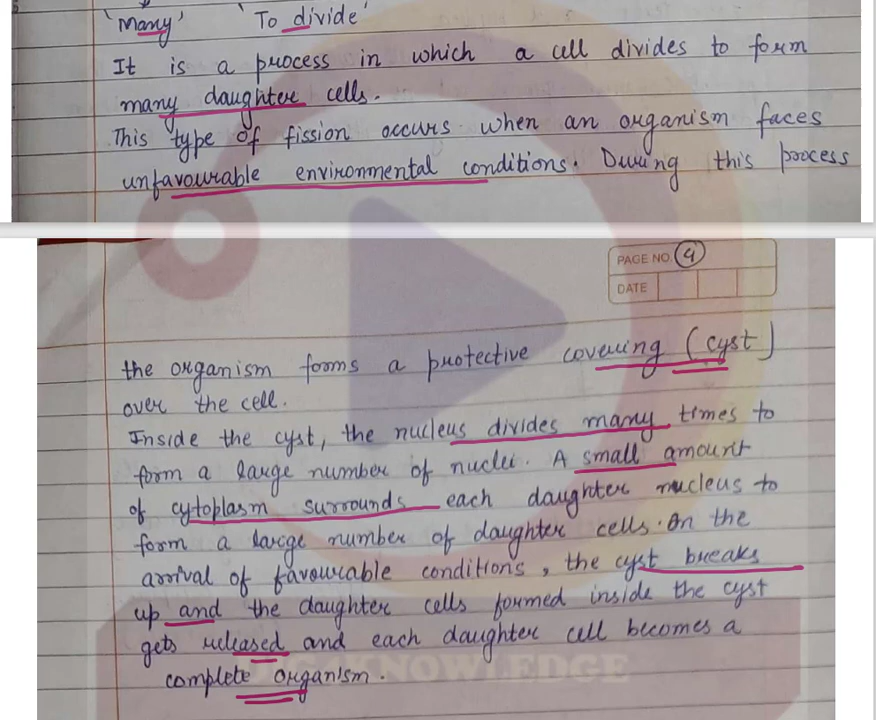 'Many' 'To divide'
It is a process in which a cell divides to form
many daughter cells.
This type of fission occurs when an organism faces
unfavourable environmental conditions. During this process
PAGE NO. 9
DATE
the organism forms a protective covering (cyst)
over the cell.
Inside the cyst, the nucleus divides many times to
form a large number of nuclei. A small amount
of cytoplasm surrounds each daughter nucleus to
form a large number of daughter cells. On the
arrival of favourable conditions, the cyst breaks
up and the daughter cells formed inside the cyst
gets released and each daughter cell becomes a
complete organism.
KNOWLEDGE